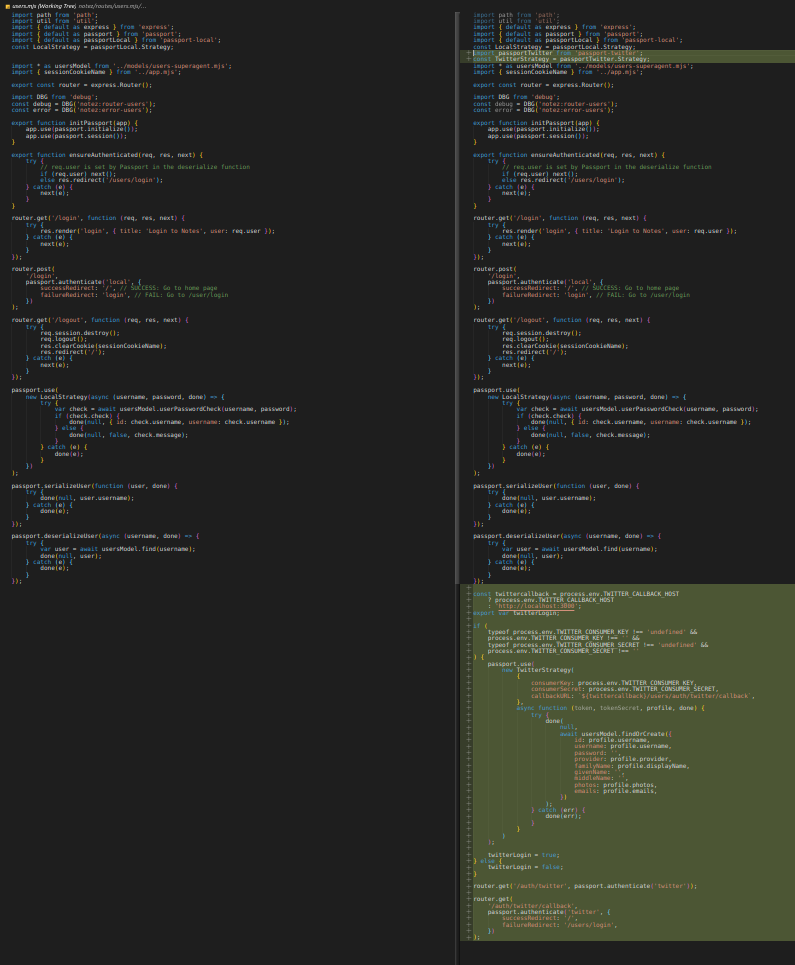 users.mjs (Working Tree) notes/routes/users.mjs/...
import path from 'path';
import util from 'util';
import { default as express } from 'express';
import { default as passport } from 'passport';
import { default as passportLocal } from 'passport-local';
const LocalStrategy = passportLocal.Strategy;
import * as usersModel from '../models/users-superagent.mjs';
import { sessionCookieName } from '../app.mjs';
export const router = express.Router();
import DBG from 'debug';
const debug = DBG('notez:router-users');
const error = DBG('notez:error-users');
export function initPassport(app) {
app.use(passport.initialize());
app.use(passport.session());
}
export function ensureAuthenticated(req, res, next) {
try {
// req.user is set by Passport in the deserialize function
if (req.user) next();
else res.redirect('/users/login');
} catch (e) {
next(e);
}
}
router.get('/login', function (req, res, next) {
try {
res.render('login', { title: 'Login to Notes', user: req.user });
} catch (e) {
next(e);
}
});
router.post(
'/login',
passport.authenticate('local', {
successRedirect: '/', // SUCCESS: Go to home page
failureRedirect: 'login', // FAIL: Go to /user/login
})
);
router.get('/logout', function (req, res, next) {
try {
req.session.destroy();
req.logout();
res.clearCookie(sessionCookieName);
res.redirect('/');
} catch (e) {
next(e);
}
});
passport.use(
new LocalStrategy(async (username, password, done) => {
try {
var check = await usersModel.userPasswordCheck(username, password);
if (check.check) {
done(null, { id: check.username, username: check.username });
} else {
done(null, false, check.message);
}
} catch (e) {
done(e);
}
})
);
passport.serializeUser(function (user, done) {
try {
done(null, user.username);
} catch (e) {
done(e);
}
});
passport.deserializeUser(async (username, done) => {
try {
var user = await usersModel.find(username);
done(null, user);
} catch (e) {
done(e);
}
});
import path from 'path';
import util from 'util';
import { default as express } from 'express';
import { default as passport } from 'passport';
import { default as passportLocal } from 'passport-local';
const LocalStrategy = passportLocal.Strategy;
import passportTwitter from 'passport-twitter';
const TwitterStrategy = passportTwitter.Strategy;
import * as usersModel from '../models/users-superagent.mjs';
import { sessionCookieName } from '../app.mjs';
export const router = express.Router();
import DBG from 'debug';
const debug = DBG('notez:router-users');
const error = DBG('notez:error-users');
export function initPassport(app) {
app.use(passport.initialize());
app.use(passport.session());
}
export function ensureAuthenticated(req, res, next) {
try {
// req.user is set by Passport in the deserialize function
if (req.user) next();
else res.redirect('/users/login');
} catch (e) {
next(e);
}
}
router.get('/login', function (req, res, next) {
try {
res.render('login', { title: 'Login to Notes', user: req.user });
} catch (e) {
next(e);
}
});
router.post(
'/login',
passport.authenticate('local', {
successRedirect: '/', // SUCCESS: Go to home page
failureRedirect: 'login', // FAIL: Go to /user/login
})
);
router.get('/logout', function (req, res, next) {
try {
req.session.destroy();
req.logout();
res.clearCookie(sessionCookieName);
res.redirect('/');
} catch (e) {
next(e);
}
});
passport.use(
new LocalStrategy(async (username, password, done) => {
try {
var check = await usersModel.userPasswordCheck(username, password);
if (check.check) {
done(null, { id: check.username, username: check.username });
} else {
done(null, false, check.message);
}
} catch (e) {
done(e);
}
})
);
passport.serializeUser(function (user, done) {
try {
done(null, user.username);
} catch (e) {
done(e);
}
});
passport.deserializeUser(async (username, done) => {
try {
var user = await usersModel.find(username);
done(null, user);
} catch (e) {
done(e);
}
});
const twittercallback = process.env.TWITTER_CALLBACK_HOST
? process.env.TWITTER_CALLBACK_HOST
: 'http://localhost:3000';
export var twitterLogin;
if (
typeof process.env.TWITTER_CONSUMER_KEY !== 'undefined' &&
process.env.TWITTER_CONSUMER_KEY !== '' &&
typeof process.env.TWITTER_CONSUMER_SECRET !== 'undefined' &&
process.env.TWITTER_CONSUMER_SECRET !== ''
) {
passport.use(
new TwitterStrategy(
{
consumerKey: process.env.TWITTER_CONSUMER_KEY,
consumerSecret: process.env.TWITTER_CONSUMER_SECRET,
callbackURL: `${twittercallback}/users/auth/twitter/callback`,
},
async function (token, tokenSecret, profile, done) {
try {
done(
null,
await usersModel.findOrCreate({
id: profile.username,
username: profile.username,
password: '',
provider: profile.provider,
familyName: profile.displayName,
givenName: '',
middleName: '',
photos: profile.photos,
emails: profile.emails,
})
);
} catch (err) {
done(err);
}
}
)
);
twitterLogin = true;
} else {
twitterLogin = false;
}
router.get('/auth/twitter', passport.authenticate('twitter'));
router.get(
'/auth/twitter/callback',
passport.authenticate('twitter', {
successRedirect: '/',
failureRedirect: '/users/login',
})
);